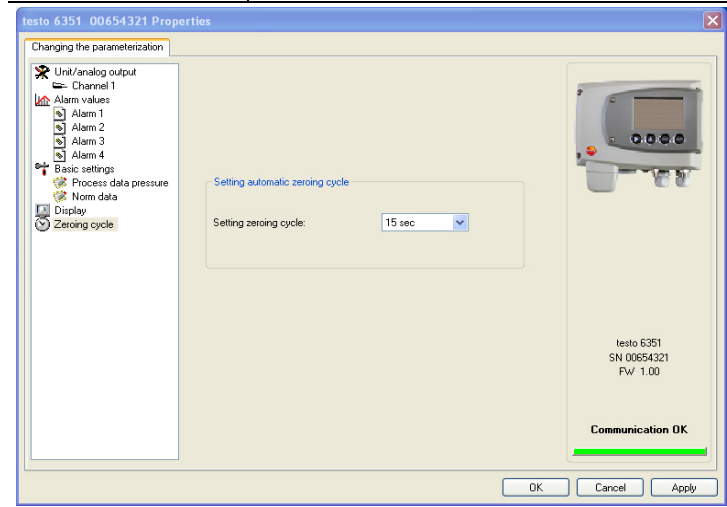 testo 6351 00654321 Properties
Changing the parameterization
Unit/analog output
Channel 1
Alarm values
Alarm 1
Alarm 2
Alarm 3
Alarm 4
Basic settings
Process data pressure
Norm data
Display
Zeroing cycle
Setting automatic zeroing cycle
Setting zeroing cycle:
15 sec
testo 6351
SN 00654321
FW 1.00
Communication OK
OK
Cancel
Apply